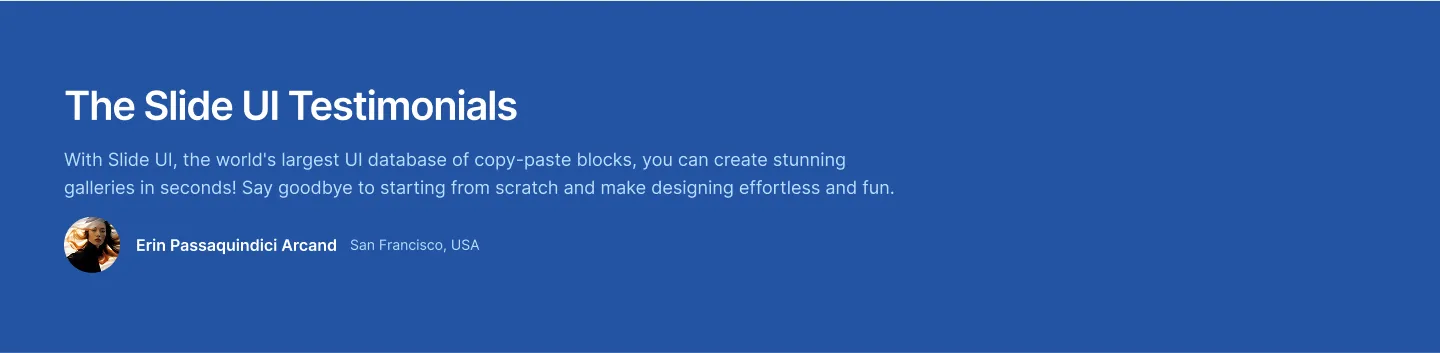 The Slide UI Testimonials
With Slide UI, the world's largest UI database of copy-paste blocks, you can create stunning
galleries in seconds! Say goodbye to starting from scratch and make designing effortless and fun.
Erin Passaquindici Arcand San Francisco, USA